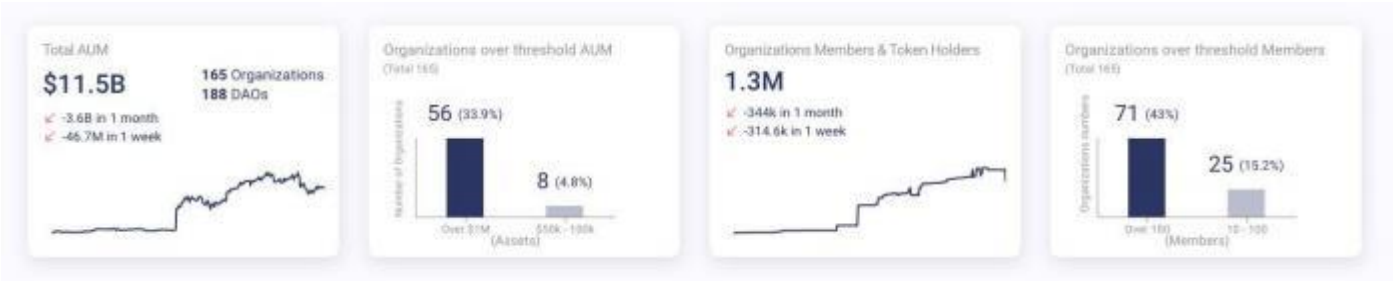 Total AUM
$11.5B
165 Organizations
188 DAOs
-3.6B in 1 month
-46.7M in 1 week
Organizations over threshold AUM
(Total 165)
Number of Organizations
56 (33.9%)
8 (4.8%)
Over $1M
$50k - 100k
(Assets)
Organizations Members & Token Holders
1.3M
-344k in 1 month
-314.6k in 1 week
Organizations over threshold Members
(Total 165)
Organizations numbers
71 (43%)
25 (15.2%)
Over 100
10 - 100
(Members)